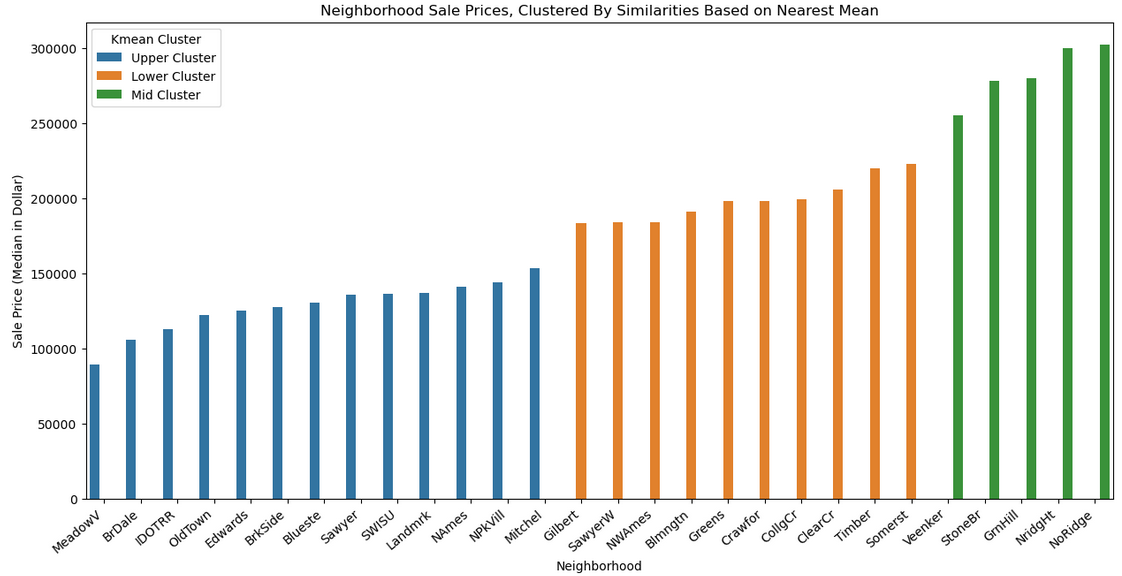 Neighborhood Sale Prices, Clustered By Similarities Based on Nearest Mean
Kmean Cluster
Upper Cluster
Lower Cluster
Mid Cluster
Sale Price (Median in Dollar)
300000
250000
200000
150000
100000
50000
0
MeadowV
BrDale
IDOTRR
OldTown
Edwards
BrkSide
Blueste
Sawyer
SWISU
Landmrk
NAmes
NPkVill
Mitchel
Gilbert
SawyerW
NWAmes
Blmngtn
Greens
Crawfor
CollgCr
ClearCr
Timber
Somerst
Veenker
StoneBr
GrnHill
NridgHt
NoRidge
Neighborhood